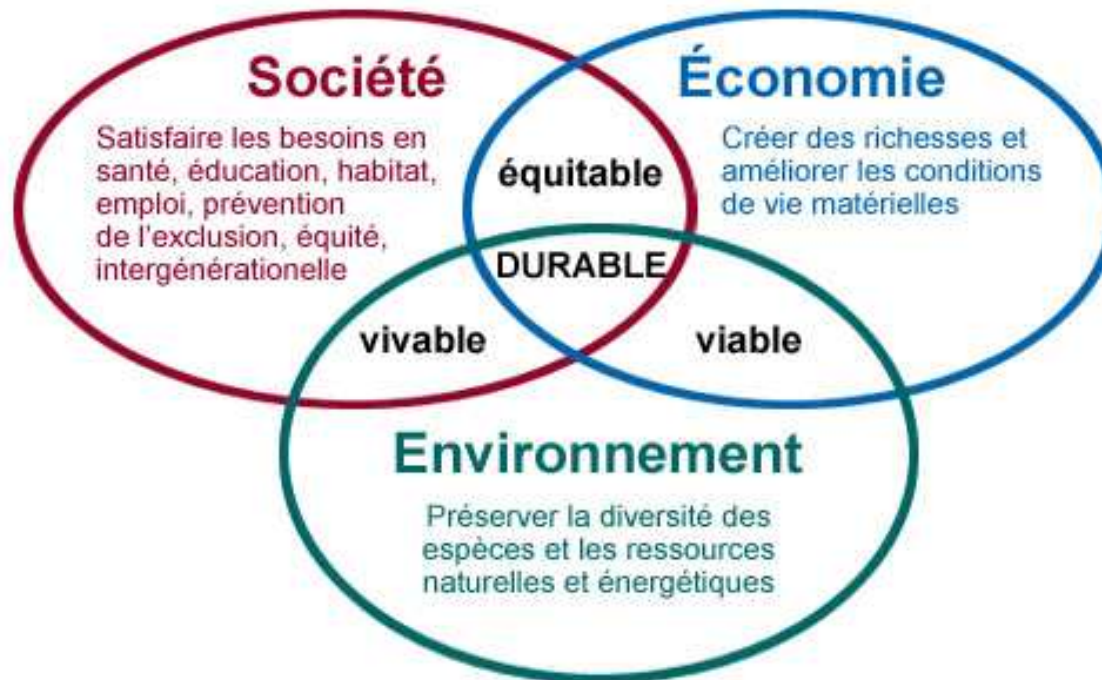 Société
Satisfaire les besoins en
santé, éducation, habitat,
emploi, prévention
de l'exclusion, équité,
intergénérationelle
Économie
Créer des richesses et
améliorer les conditions
de vie matérielles
équitable
DURABLE
vivable
viable
Environnement
Préserver la diversité des
espèces et les ressources
naturelles et énergétiques